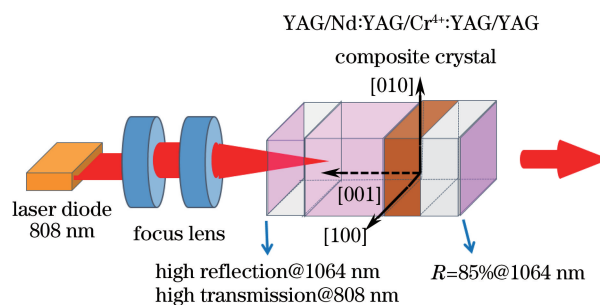 YAG/Nd:YAG/Cr⁴⁺:YAG/YAG
composite crystal
[010]
[001]
[100]
laser diode
808 nm
focus lens
high reflection@1064 nm
high transmission@808 nm
R=85%@1064 nm